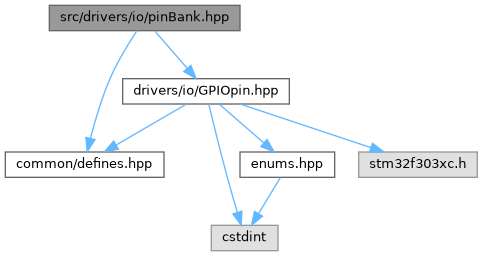 src/drivers/io/pinBank.hpp
drivers/io/GPIOpin.hpp
common/defines.hpp
enums.hpp
stm32f303xc.h
cstdint